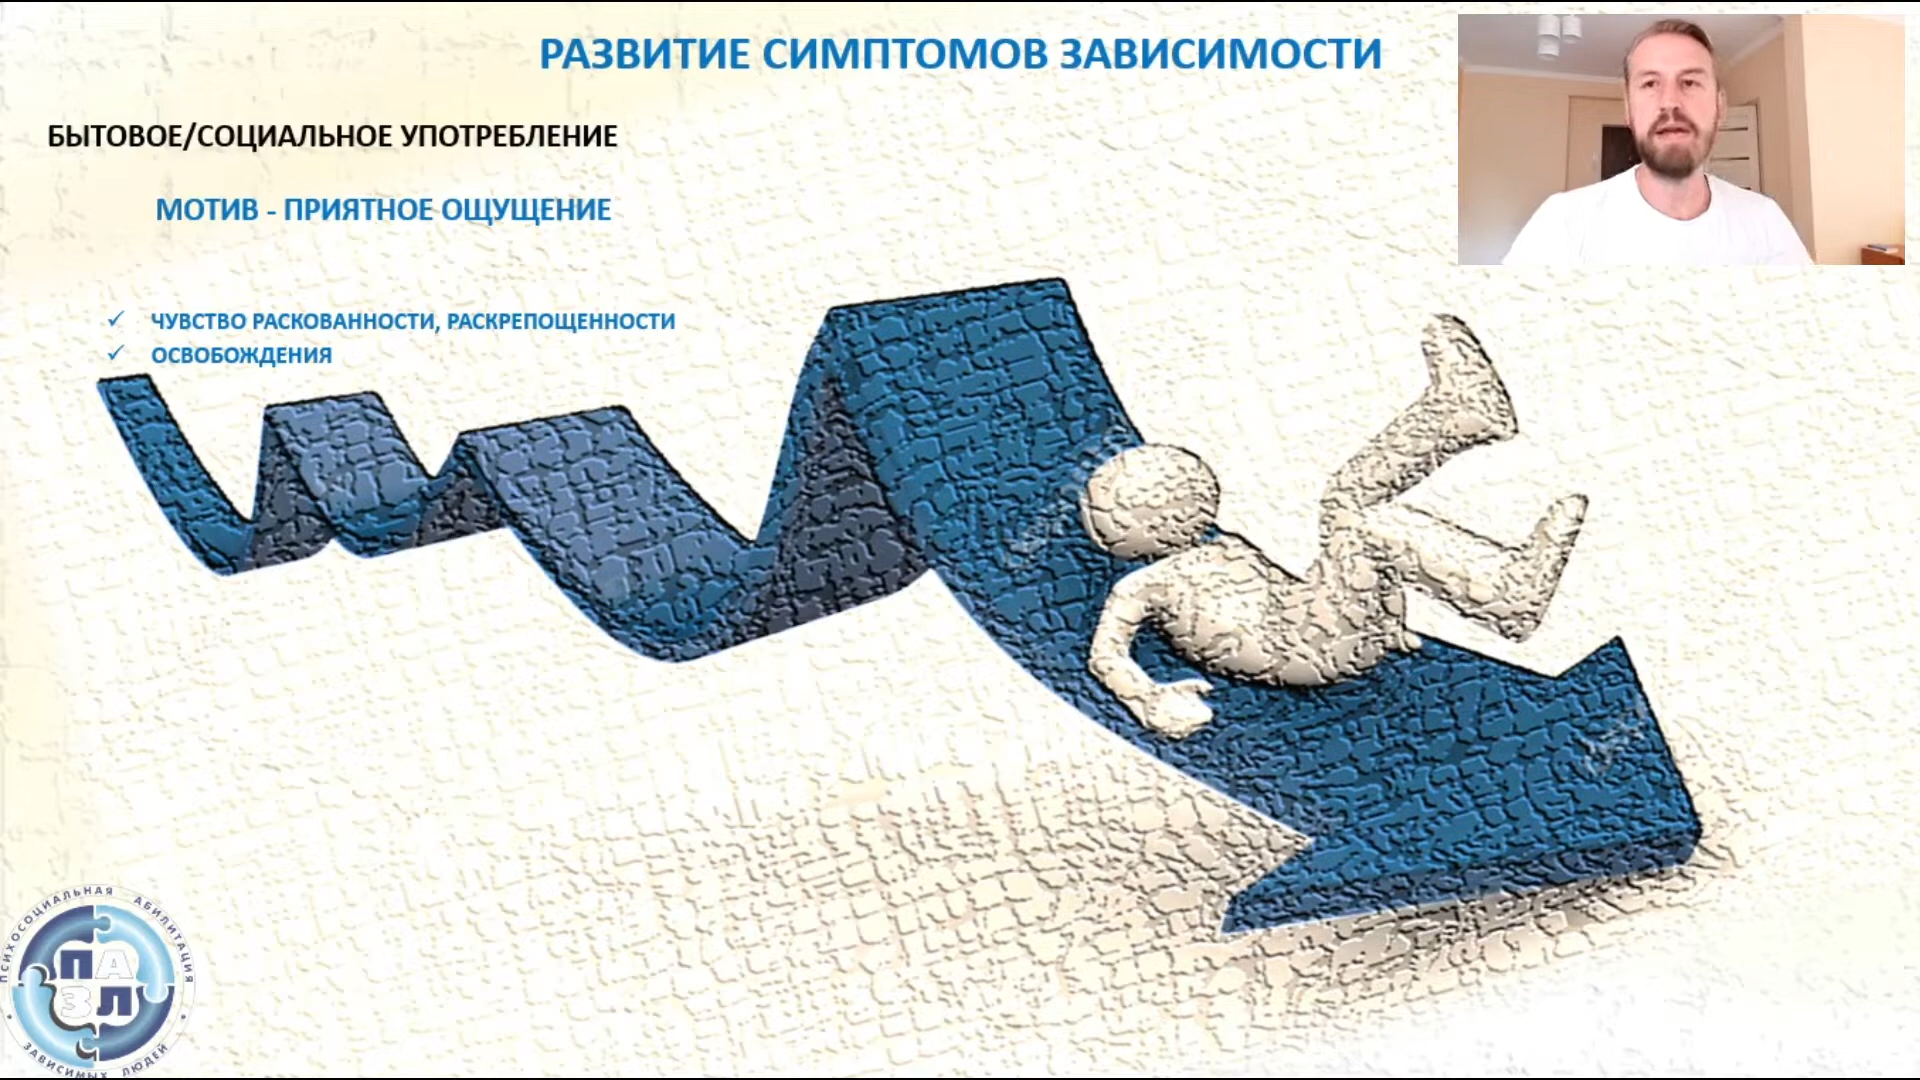 РАЗВИТИЕ СИМПТОМОВ ЗАВИСИМОСТИ
БЫТОВОЕ/СОЦИАЛЬНОЕ УПОТРЕБЛЕНИЕ
МОТИВ - ПРИЯТНОЕ ОЩУЩЕНИЕ
✓ ЧУВСТВО РАСКОВАННОСТИ, РАСКРЕПОЩЕННОСТИ
✓ ОСВОБОЖДЕНИЯ
ПСИХОСОЦИАЛЬНАЯ АБИЛИТАЦИЯ
ПА
ЗЛ
ЗАВИСИМЫХ ЛЮДЕЙ